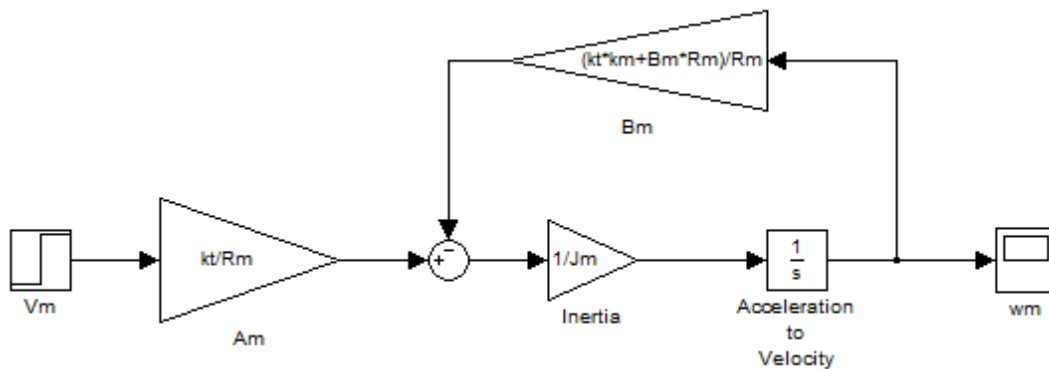 (kt*km+Bm*Rm)/Rm
Bm
Vm
kt/Rm
Am
+
−
1/Jm
Inertia
1
s
Acceleration
to
Velocity
wm